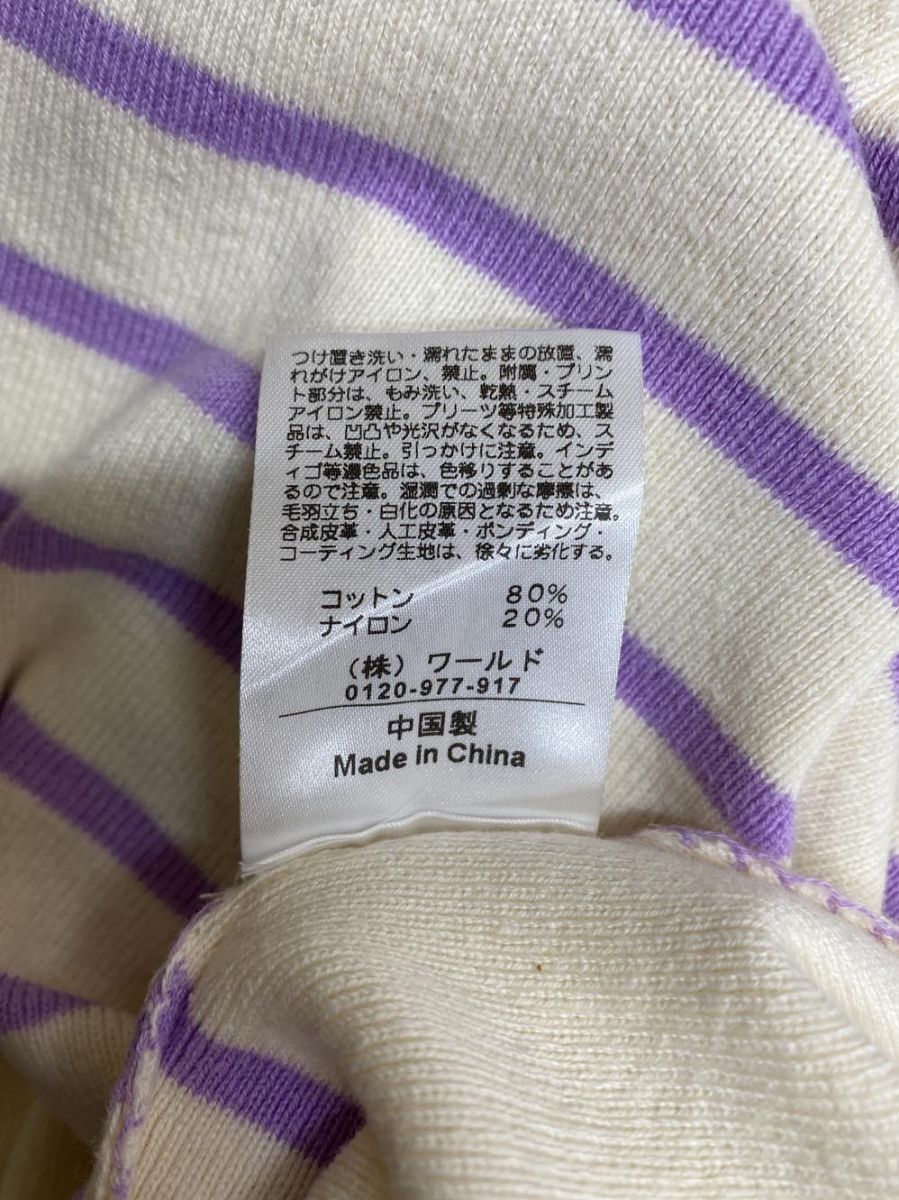 つけ置き洗い・濡れたままの放置、濡
れがけアイロン、禁止。附属・プリン
ト部分は、もみ洗い、乾熱・スチーム
アイロン禁止。プリーツ等特殊加工製
品は、凹凸や光沢がなくなるため、ス
チーム禁止。引っかけに注意。インデ
ィゴ等濃色品は、色移りすることがあ
るので注意。湿潤での過剰な摩擦は、
毛羽立ち・白化の原因となるため注意。
合成皮革・人工皮革・ボンディング・
コーティング生地は、徐々に劣化する。
コットン 80%
ナイロン 20%
（株）ワールド
0120-977-917
中国製
Made in China